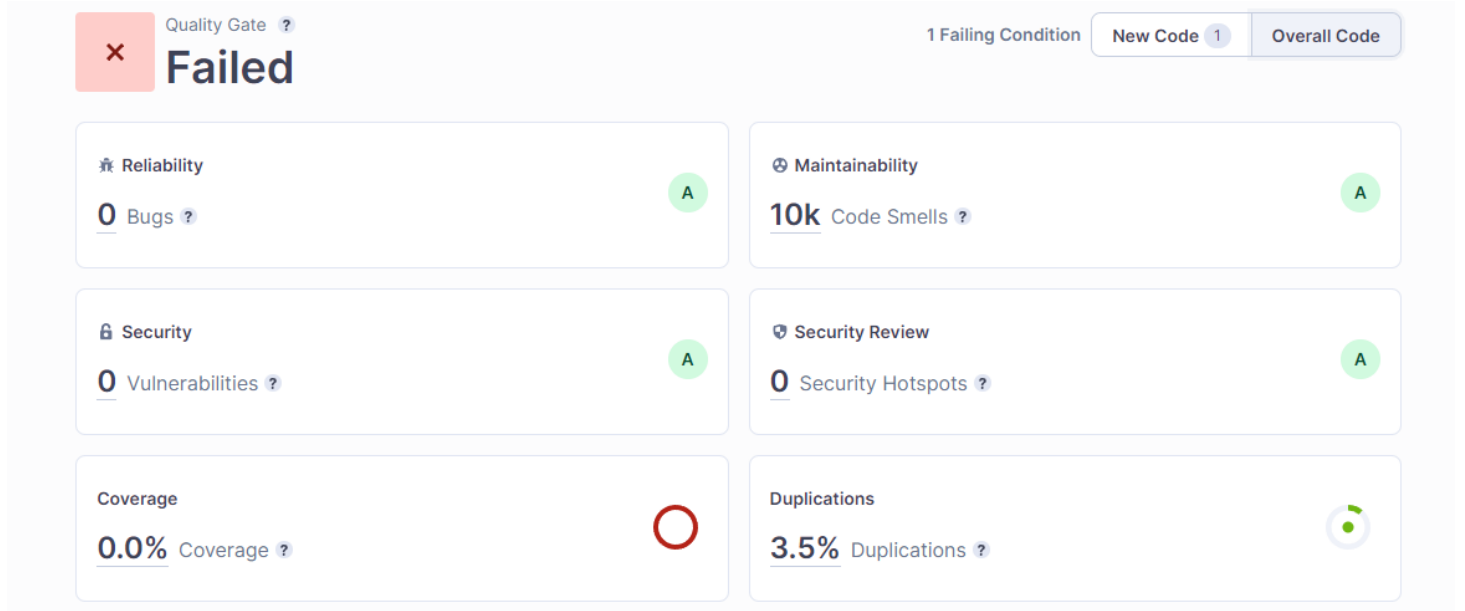 Quality Gate ?
Failed
1 Failing Condition
New Code 1
Overall Code
Reliability
0 Bugs ?
A
Maintainability
10k Code Smells ?
A
Security
0 Vulnerabilities ?
A
Security Review
0 Security Hotspots ?
A
Coverage
0.0% Coverage ?
Duplications
3.5% Duplications ?